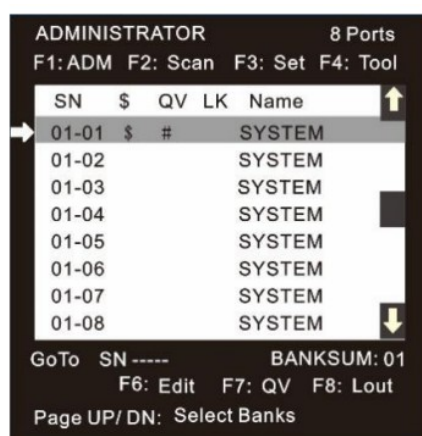 ADMINISTRATOR 8 Ports
F1: ADM F2: Scan F3: Set F4: Tool
SN $ QV LK Name
01-01 $ # SYSTEM
01-02 SYSTEM
01-03 SYSTEM
01-04 SYSTEM
01-05 SYSTEM
01-06 SYSTEM
01-07 SYSTEM
01-08 SYSTEM
GoTo SN ----- BANKSUM: 01
F6: Edit F7: QV F8: Lout
Page UP/ DN: Select Banks